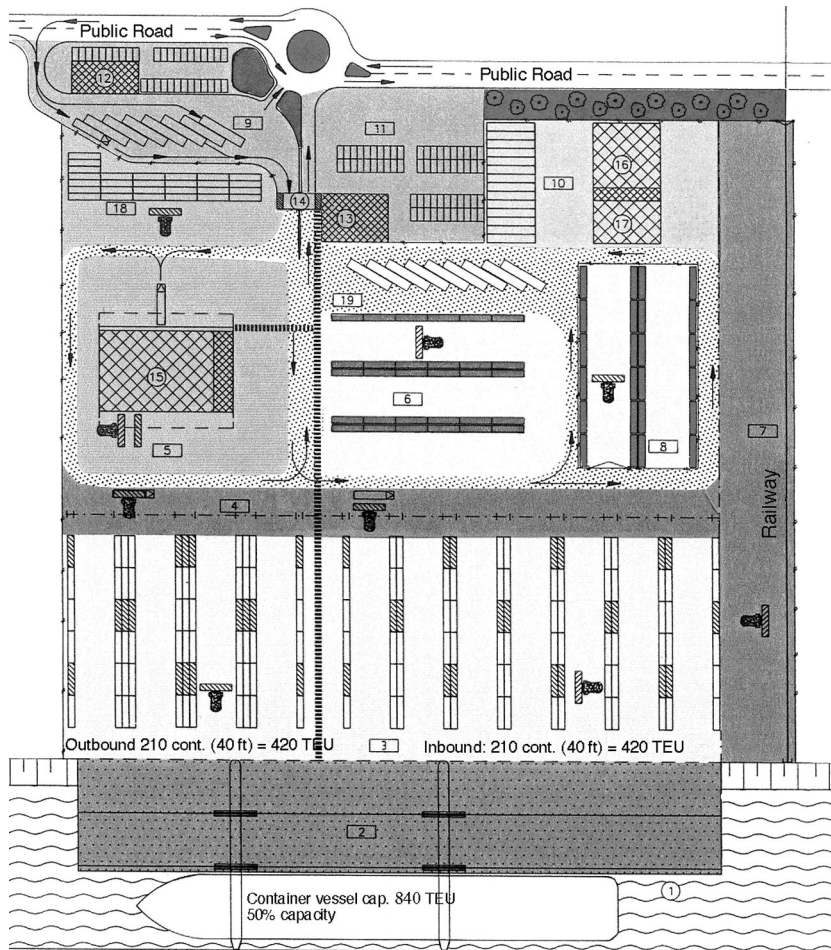 Public Road
Public Road
12
9
11
10
16
18
14
13
17
19
15
6
5
8
7
Railway
4
Outbound 210 cont. (40 ft) = 420 TEU
3
Inbound: 210 cont. (40 ft) = 420 TEU
2
Container vessel cap. 840 TEU
50% capacity
1